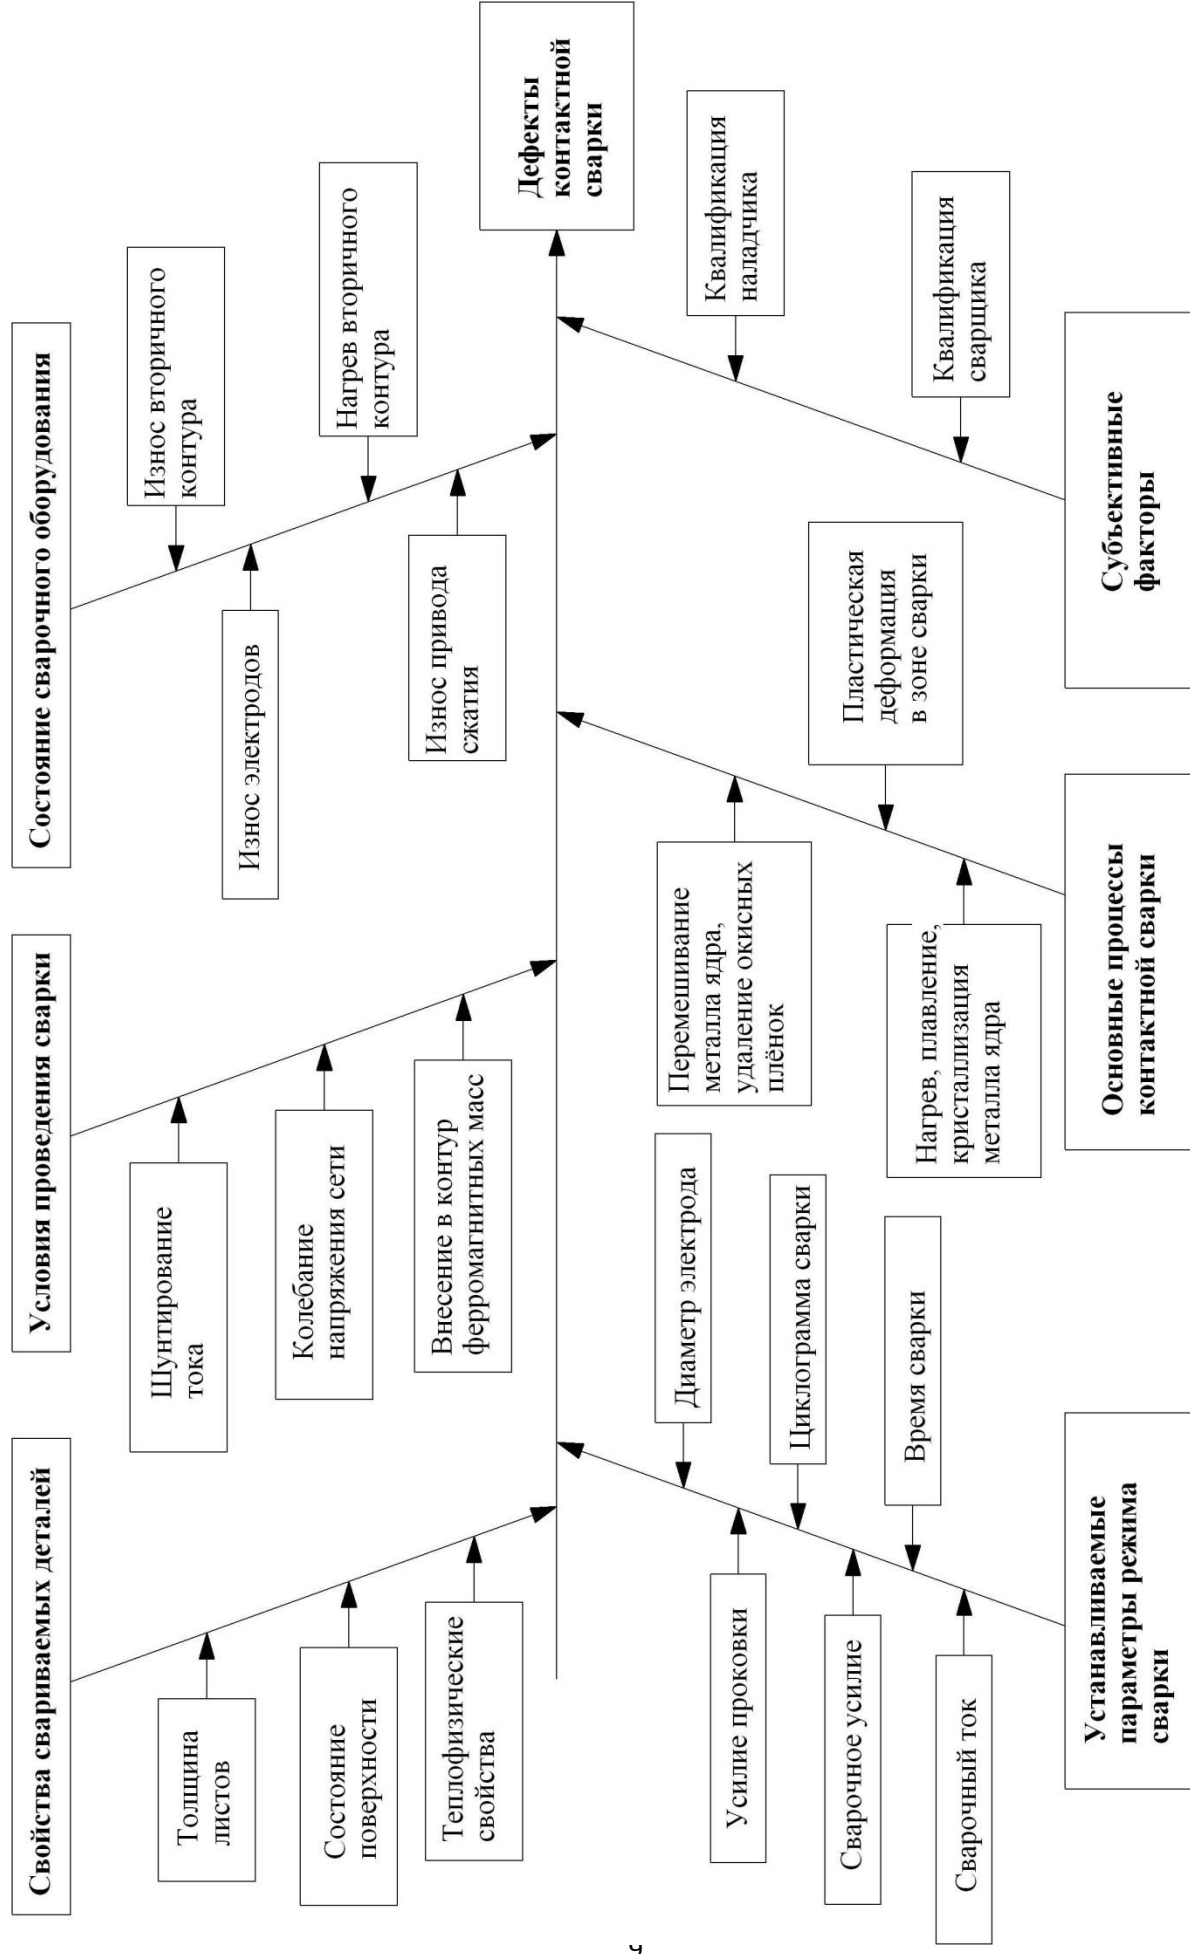 Свойства свариваемых деталей
Условия проведения сварки
Состояние сварочного оборудования
Толщина
листов
Состояние
поверхности
Теплофизические
свойства
Шунтирование
тока
Колебание
напряжения сети
Внесение в контур
ферромагнитных масс
Износ вторичного
контура
Износ электродов
Нагрев вторичного
контура
Износ привода
сжатия
Дефекты
контактной
сварки
Диаметр электрода
Усилие проковки
Циклограмма сварки
Сварочное усилие
Время сварки
Сварочный ток
Перемешивание
металла ядра,
удаление окисных
плёнок
Пластическая
деформация
в зоне сварки
Нагрев, плавление,
кристаллизация
металла ядра
Квалификация
наладчика
Квалификация
сварщика
Устанавливаемые
параметры режима
сварки
Основные процессы
контактной сварки
Субъективные
факторы